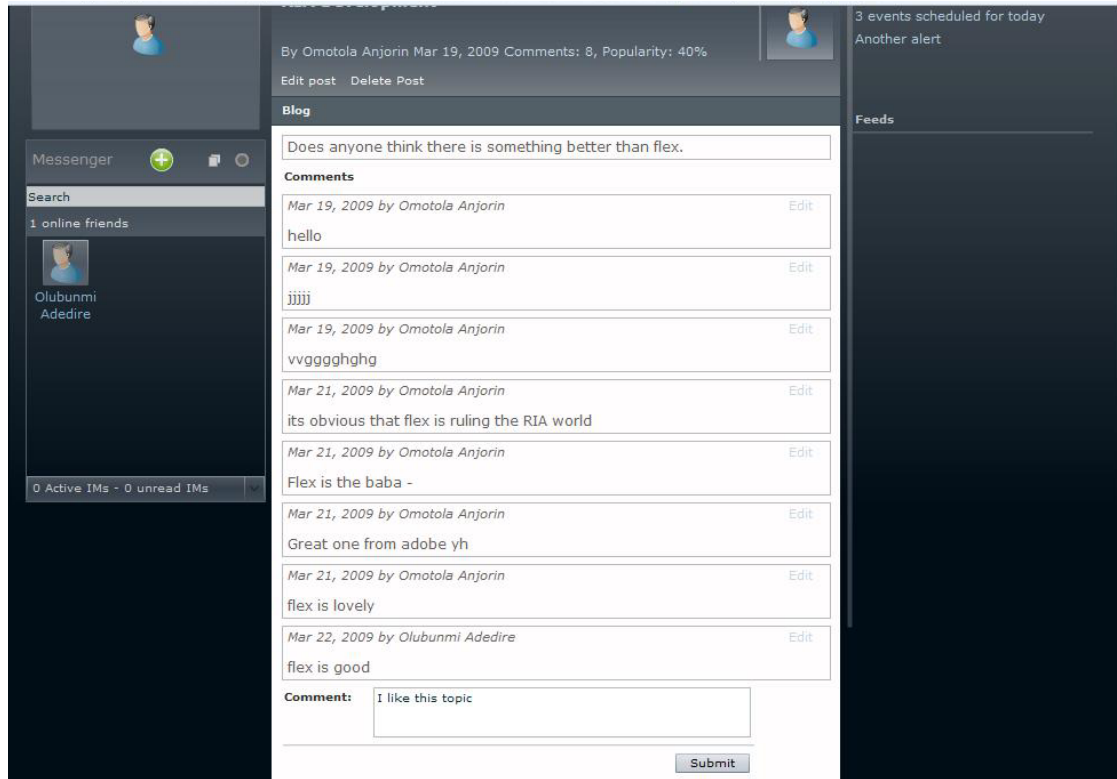 RIA Development
By Omotola Anjorin Mar 19, 2009 Comments: 8, Popularity: 40%
Edit post Delete Post
Blog
Does anyone think there is something better than flex.
Comments
Mar 19, 2009 by Omotola Anjorin Edit
hello
Mar 19, 2009 by Omotola Anjorin Edit
jjjjj
Mar 19, 2009 by Omotola Anjorin Edit
vvgggghghg
Mar 21, 2009 by Omotola Anjorin Edit
its obvious that flex is ruling the RIA world
Mar 21, 2009 by Omotola Anjorin Edit
Flex is the baba -
Mar 21, 2009 by Omotola Anjorin Edit
Great one from adobe yh
Mar 21, 2009 by Omotola Anjorin Edit
flex is lovely
Mar 22, 2009 by Olubunmi Adedire Edit
flex is good
Comment: I like this topic
Submit
Messenger
Search
1 online friends
Olubunmi
Adedire
0 Active IMs - 0 unread IMs
3 events scheduled for today
Another alert
Feeds